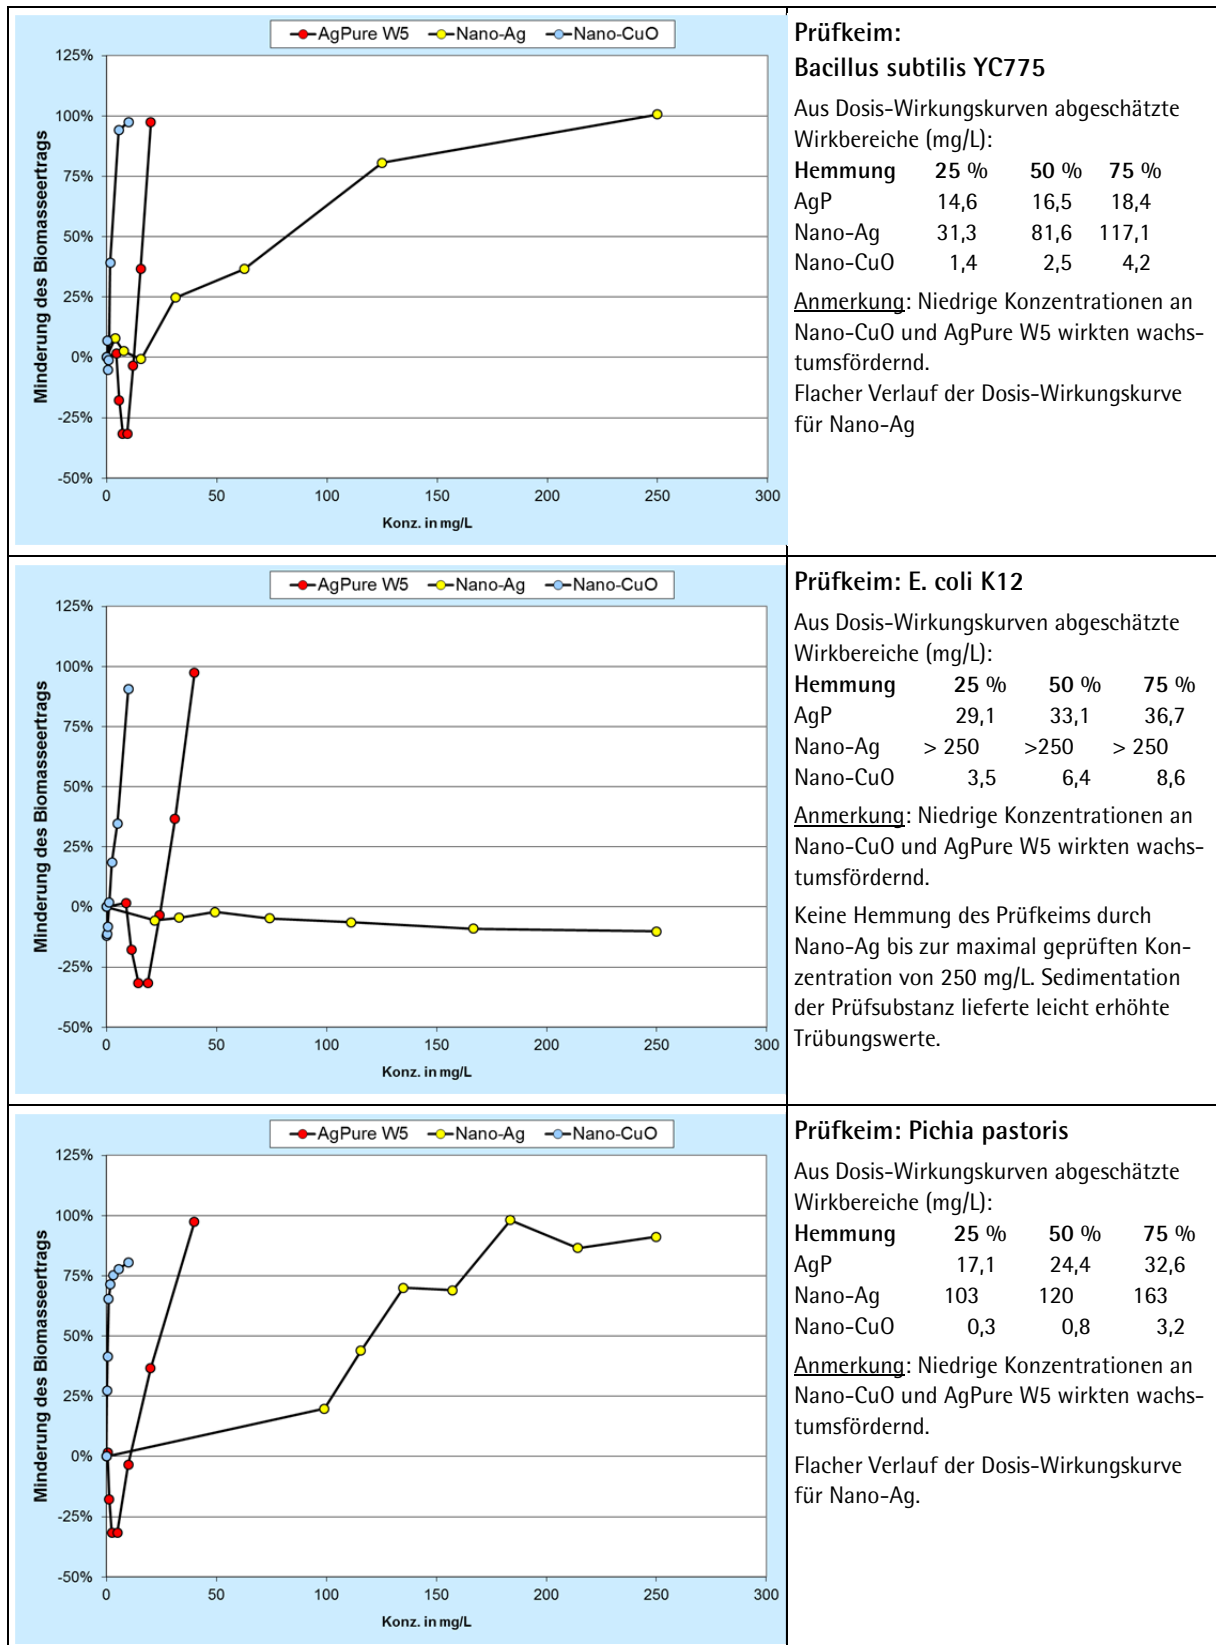 AgPure W5 Nano-Ag Nano-CuO
125%
100%
75%
50%
25%
0%
-25%
-50%
Minderung des Biomasseertrags
0 50 100 150 200 250 300
Konz. in mg/L
Prüfkeim:
Bacillus subtilis YC775
Aus Dosis-Wirkungskurven abgeschätzte
Wirkbereiche (mg/L):
Hemmung 25 % 50 % 75 %
AgP 14,6 16,5 18,4
Nano-Ag 31,3 81,6 117,1
Nano-CuO 1,4 2,5 4,2
Anmerkung: Niedrige Konzentrationen an
Nano-CuO und AgPure W5 wirkten wachs-
tumsfördernd.
Flacher Verlauf der Dosis-Wirkungskurve
für Nano-Ag
AgPure W5 Nano-Ag Nano-CuO
125%
100%
75%
50%
25%
0%
-25%
-50%
Minderung des Biomasseertrags
0 50 100 150 200 250 300
Konz. in mg/L
Prüfkeim: E. coli K12
Aus Dosis-Wirkungskurven abgeschätzte
Wirkbereiche (mg/L):
Hemmung 25 % 50 % 75 %
AgP 29,1 33,1 36,7
Nano-Ag > 250 >250 > 250
Nano-CuO 3,5 6,4 8,6
Anmerkung: Niedrige Konzentrationen an
Nano-CuO und AgPure W5 wirkten wachs-
tumsfördernd.
Keine Hemmung des Prüfkeims durch
Nano-Ag bis zur maximal geprüften Kon-
zentration von 250 mg/L. Sedimentation
der Prüfsubstanz lieferte leicht erhöhte
Trübungswerte.
AgPure W5 Nano-Ag Nano-CuO
125%
100%
75%
50%
25%
0%
-25%
-50%
Minderung des Biomasseertrags
0 50 100 150 200 250 300
Konz. in mg/L
Prüfkeim: Pichia pastoris
Aus Dosis-Wirkungskurven abgeschätzte
Wirkbereiche (mg/L):
Hemmung 25 % 50 % 75 %
AgP 17,1 24,4 32,6
Nano-Ag 103 120 163
Nano-CuO 0,3 0,8 3,2
Anmerkung: Niedrige Konzentrationen an
Nano-CuO und AgPure W5 wirkten wachs-
tumsfördernd.
Flacher Verlauf der Dosis-Wirkungskurve
für Nano-Ag.